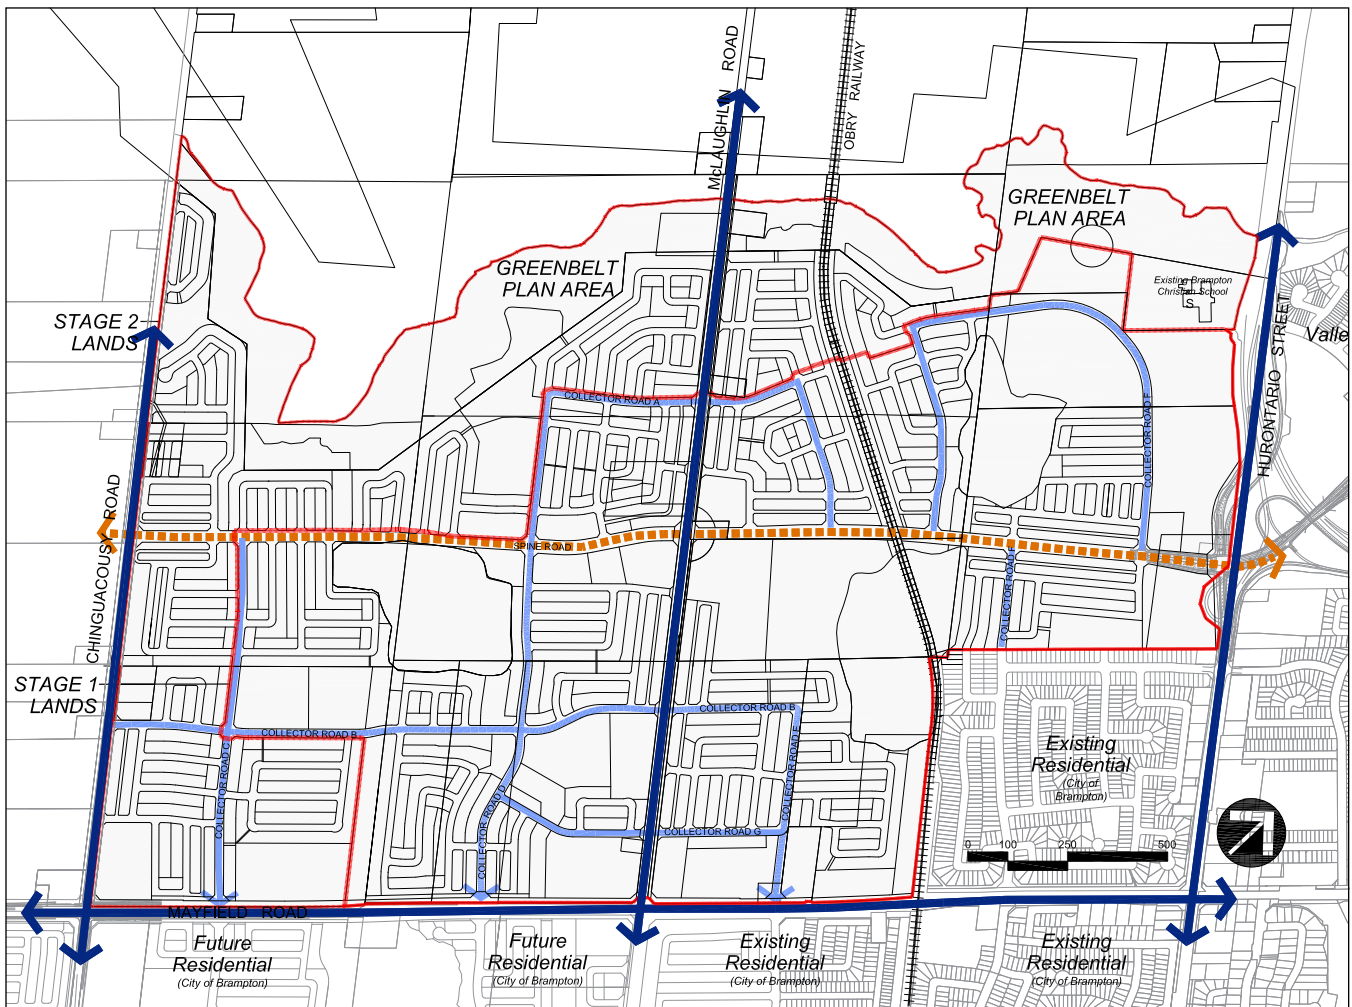 McLAUGHLIN ROAD
OBRY RAILWAY
GREENBELT
PLAN AREA
GREENBELT
PLAN AREA
Existing Brampton
Christian School
S
STAGE 2
LANDS
Valle
HURONTARIO STREET
COLLECTOR ROAD A
COLLECTOR ROAD F
CHINGUACOUSY ROAD
SPINE ROAD
COLLECTOR ROAD F
STAGE 1
LANDS
COLLECTOR ROAD B
COLLECTOR ROAD B
COLLECTOR ROAD C
COLLECTOR ROAD D
COLLECTOR ROAD E
COLLECTOR ROAD G
Existing
Residential
(City of
Brampton)
0 100 250 500
MAYFIELD ROAD
Future
Residential
(City of Brampton)
Future
Residential
(City of Brampton)
Existing
Residential
(City of Brampton)
Existing
Residential
(City of Brampton)